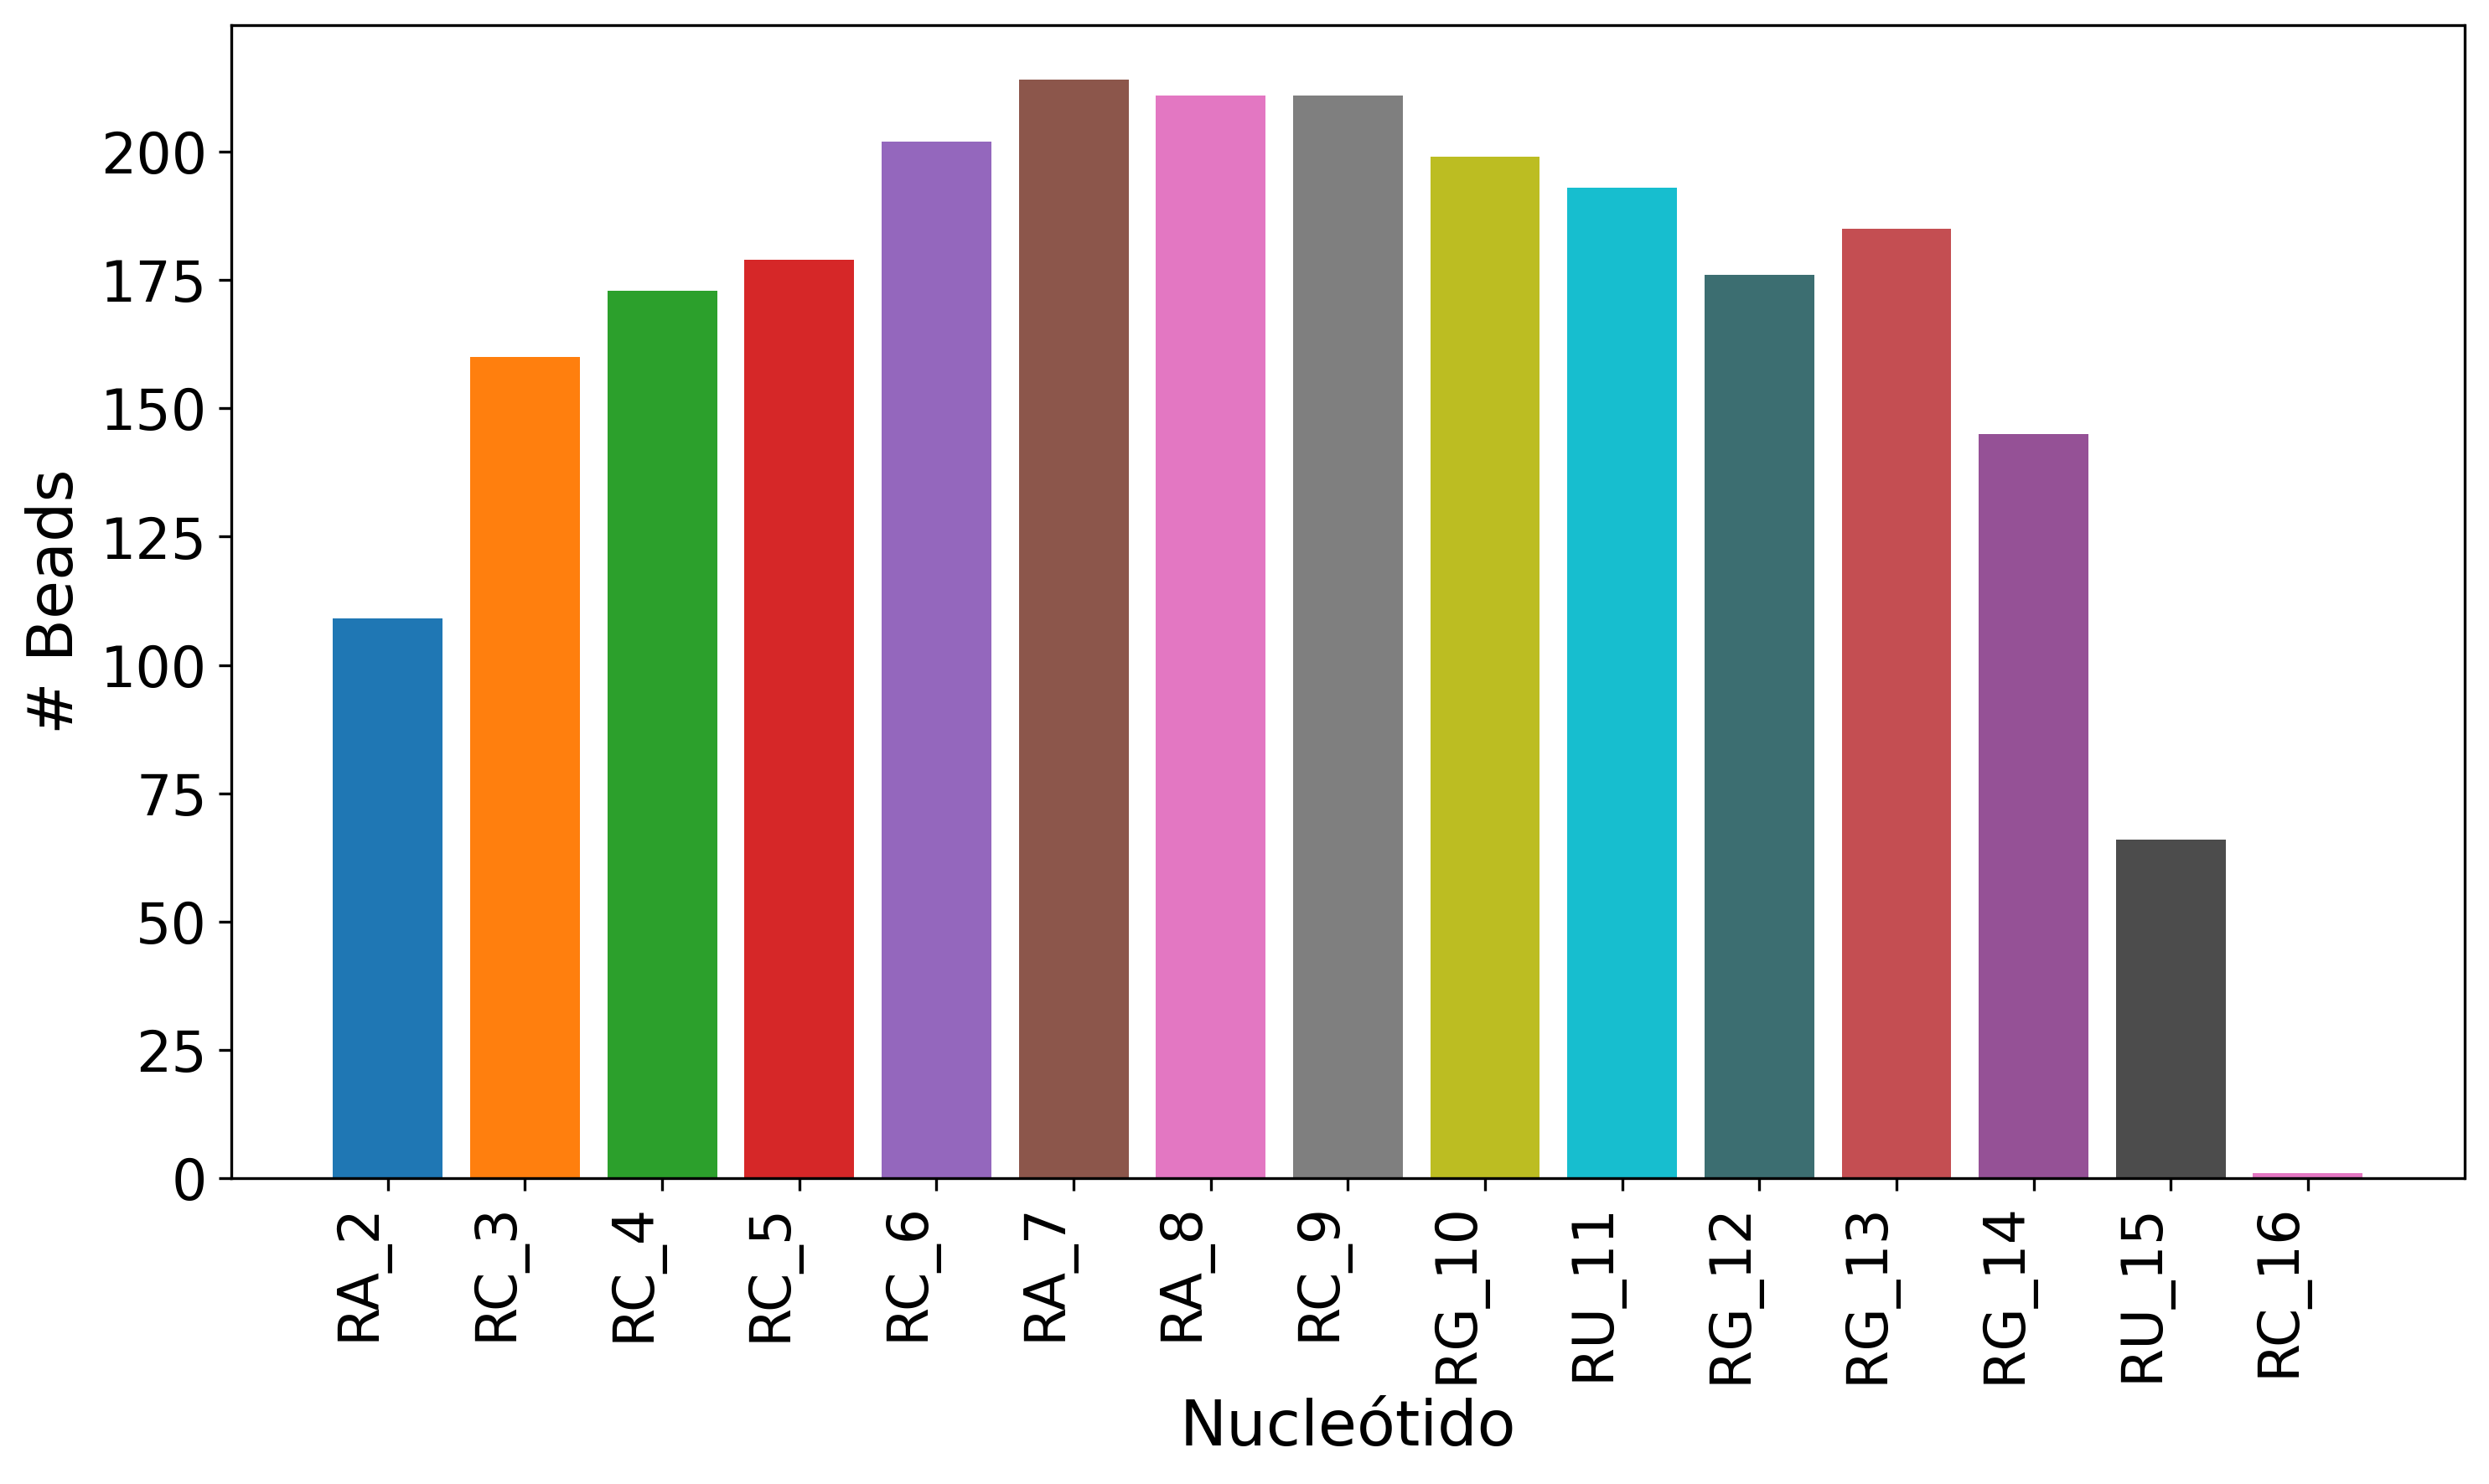 # Beads
200
175
150
125
100
75
50
25
0
RA_2
RC_3
RC_4
RC_5
RC_6
RA_7
RA_8
RC_9
RG_10
RU_11
RG_12
RG_13
RG_14
RU_15
RC_16
Nucleótido